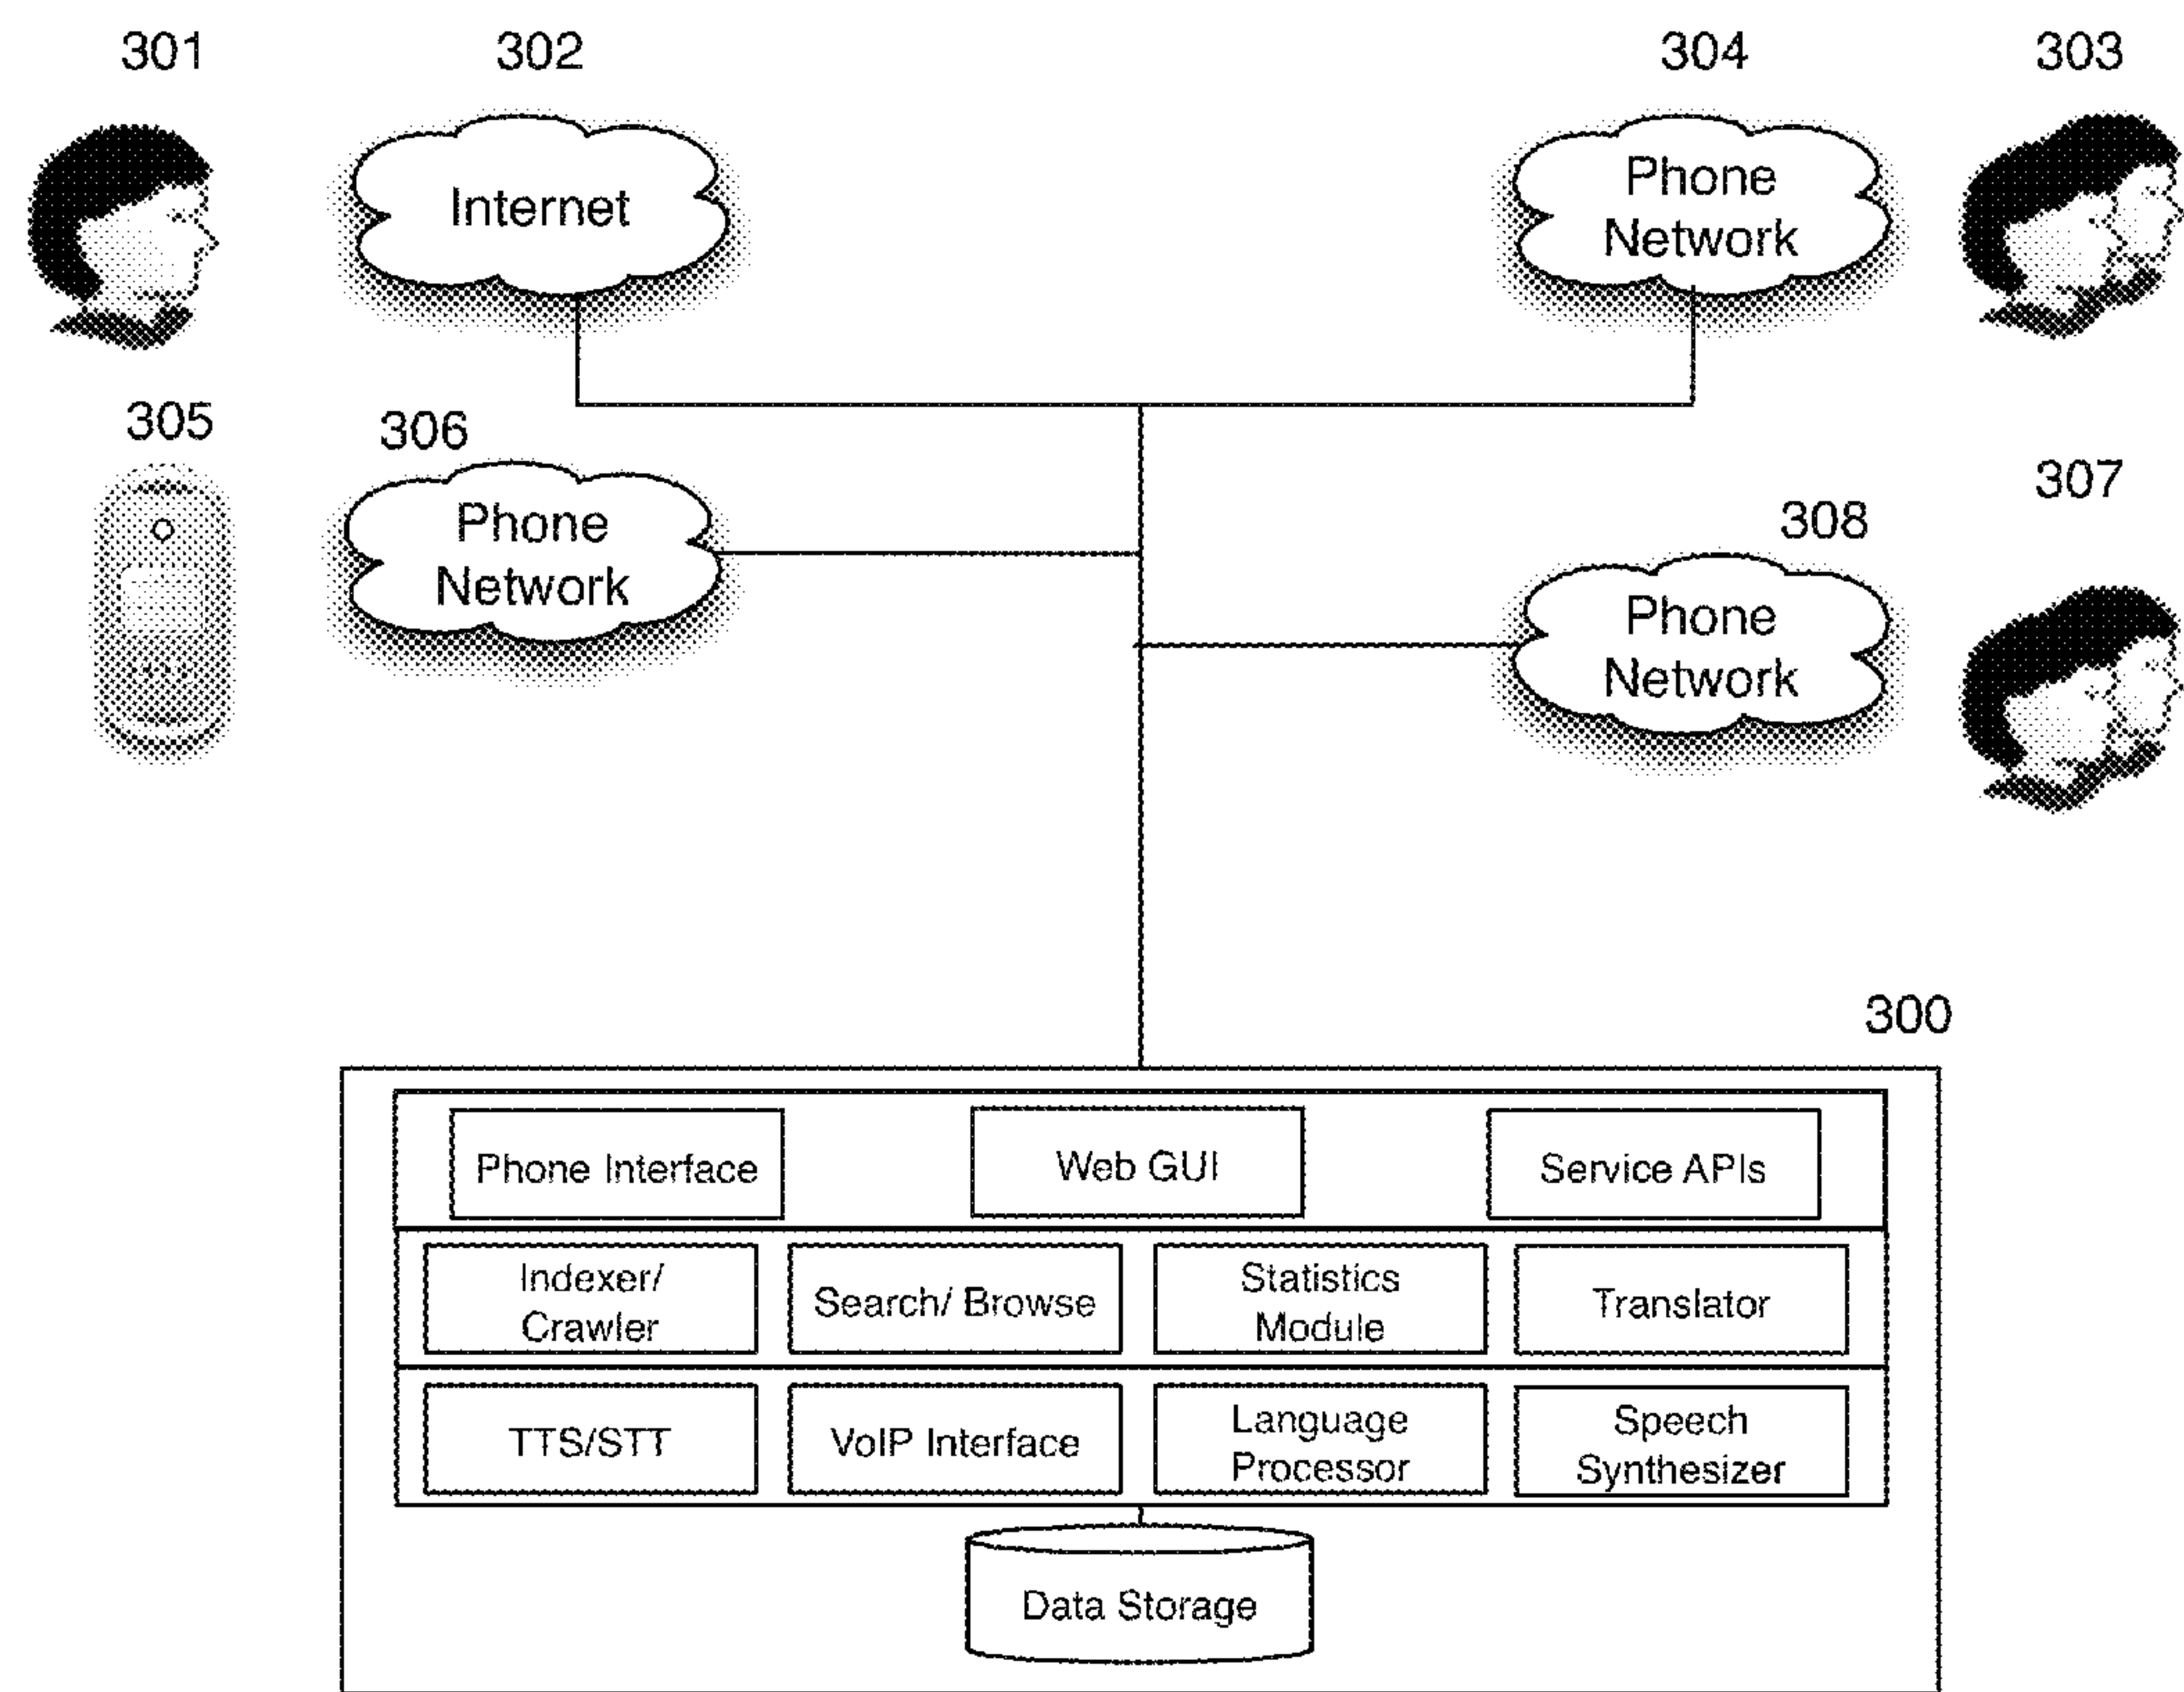 301
302
304
303
Internet
Phone
Network
305
306
Phone
Network
307
308
Phone
Network
300
Phone Interface
Web GUI
Service APIs
Indexer/
Crawler
Search/ Browse
Statistics
Module
Translator
TTS/STT
VoIP Interface
Language
Processor
Speech
Synthesizer
Data Storage